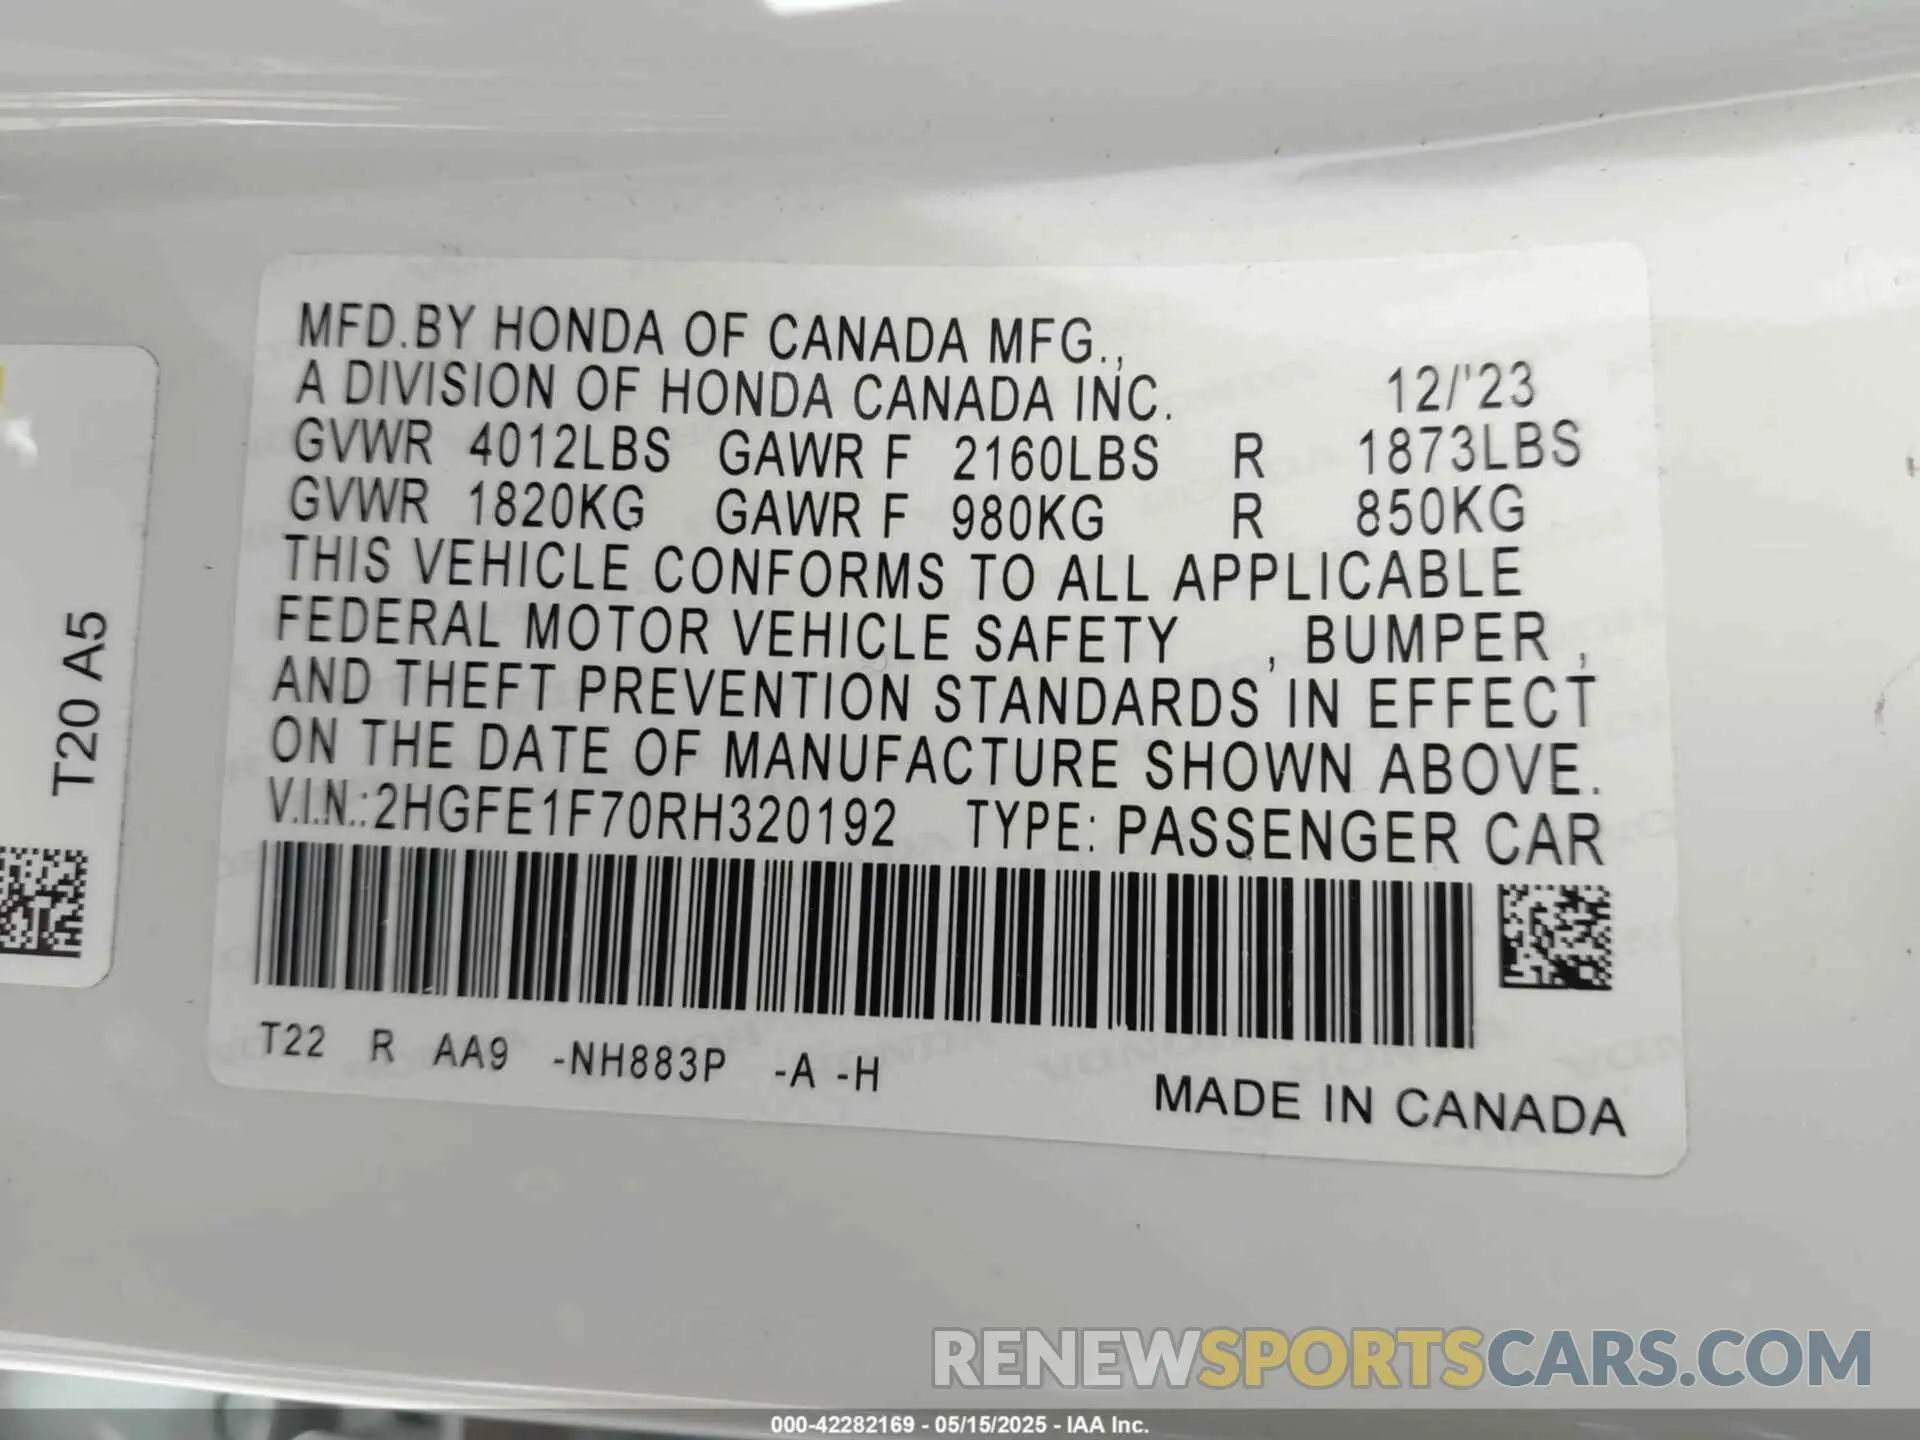 MFD.BY HONDA OF CANADA MFG.,
A DIVISION OF HONDA CANADA INC. 12/'23
GVWR 4012LBS GAWR F 2160LBS R 1873LBS
GVWR 1820KG GAWR F 980KG R 850KG
THIS VEHICLE CONFORMS TO ALL APPLICABLE
FEDERAL MOTOR VEHICLE SAFETY , BUMPER ,
AND THEFT PREVENTION STANDARDS IN EFFECT
ON THE DATE OF MANUFACTURE SHOWN ABOVE.
V.I.N.:2HGFE1F70RH320192 TYPE: PASSENGER CAR
T22 R AA9 -NH883P -A -H
MADE IN CANADA
T20 A5
RENEWSPORTSCARS.COM
000-42282169 - 05/15/2025 - IAA Inc.